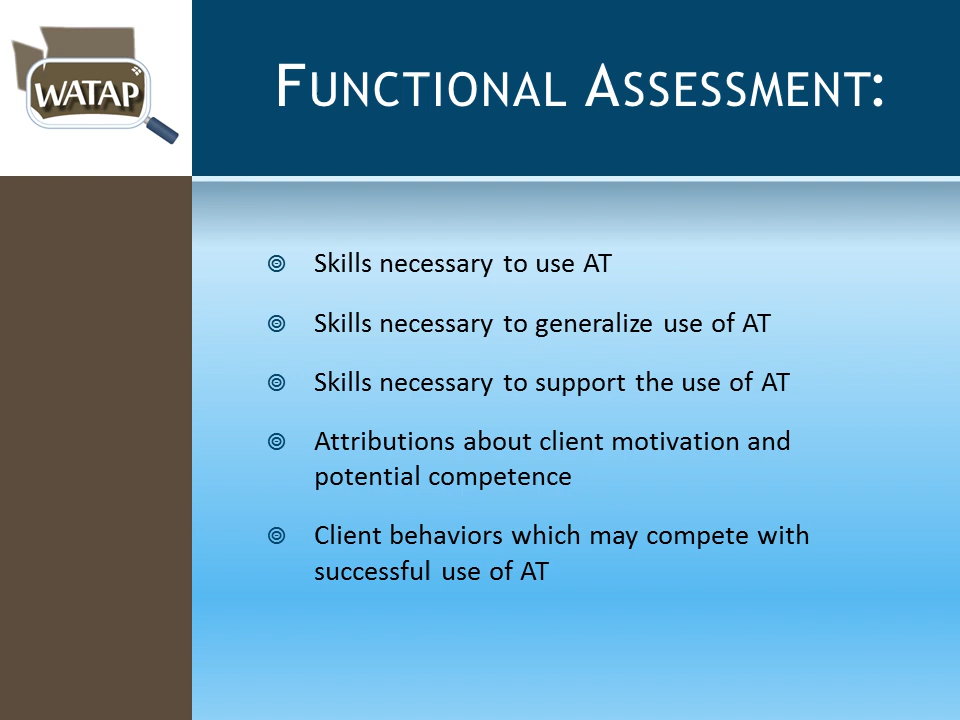 WATAP
FUNCTIONAL ASSESSMENT:
Skills necessary to use AT
Skills necessary to generalize use of AT
Skills necessary to support the use of AT
Attributions about client motivation and
potential competence
Client behaviors which may compete with
successful use of AT